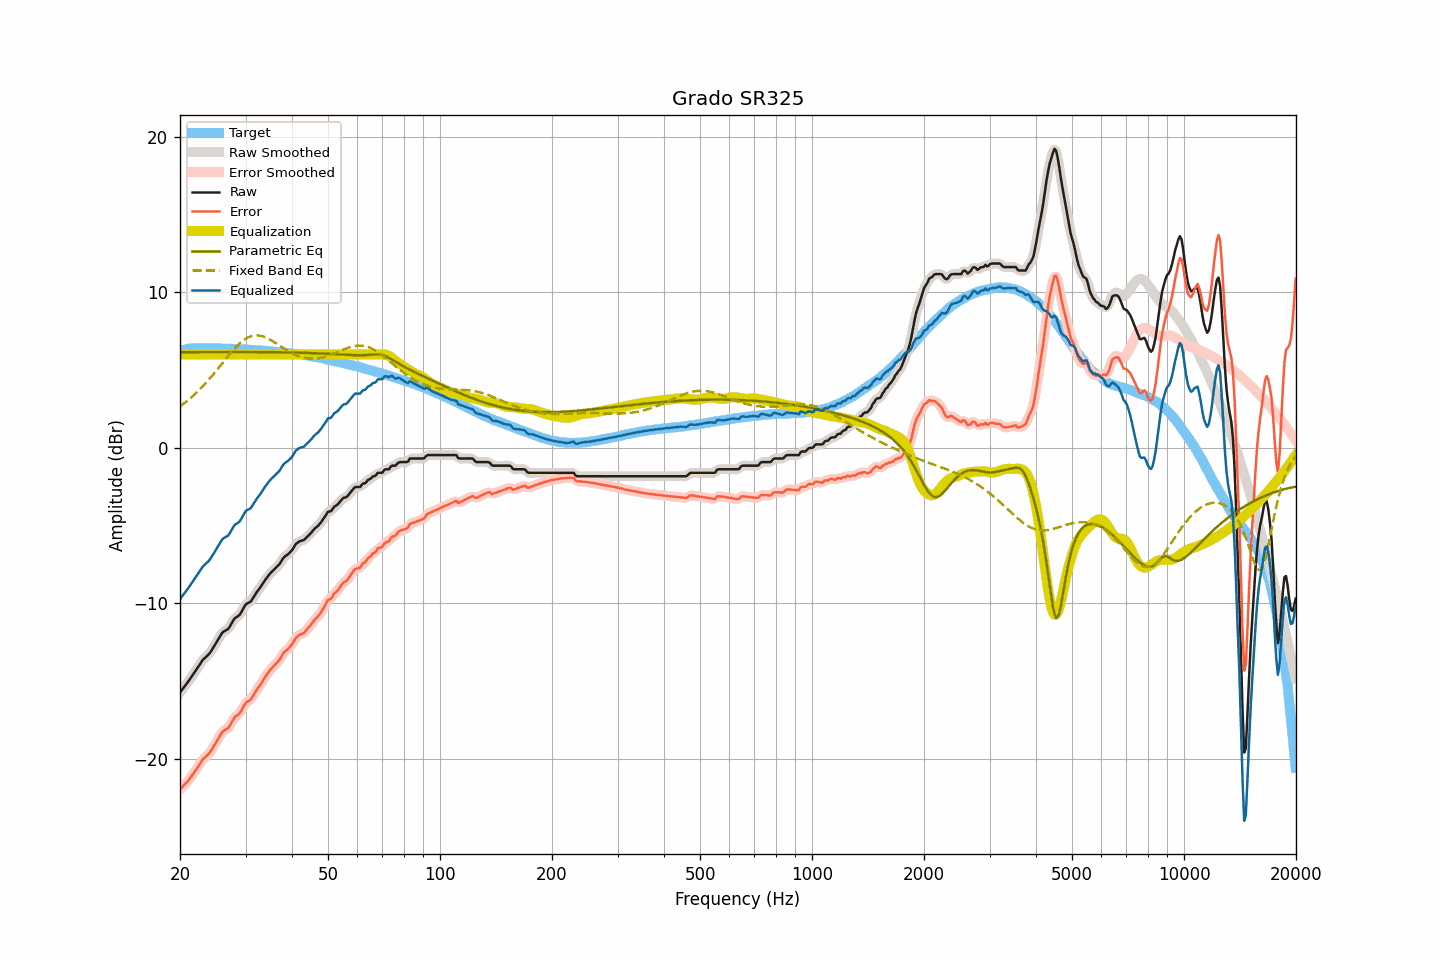 Grado SR325
Target
Raw Smoothed
Error Smoothed
Raw
Error
Equalization
Parametric Eq
Fixed Band Eq
Equalized
20
10
0
−10
−20
Amplitude (dBr)
20 50 100 200 500 1000 2000 5000 10000 20000
Frequency (Hz)